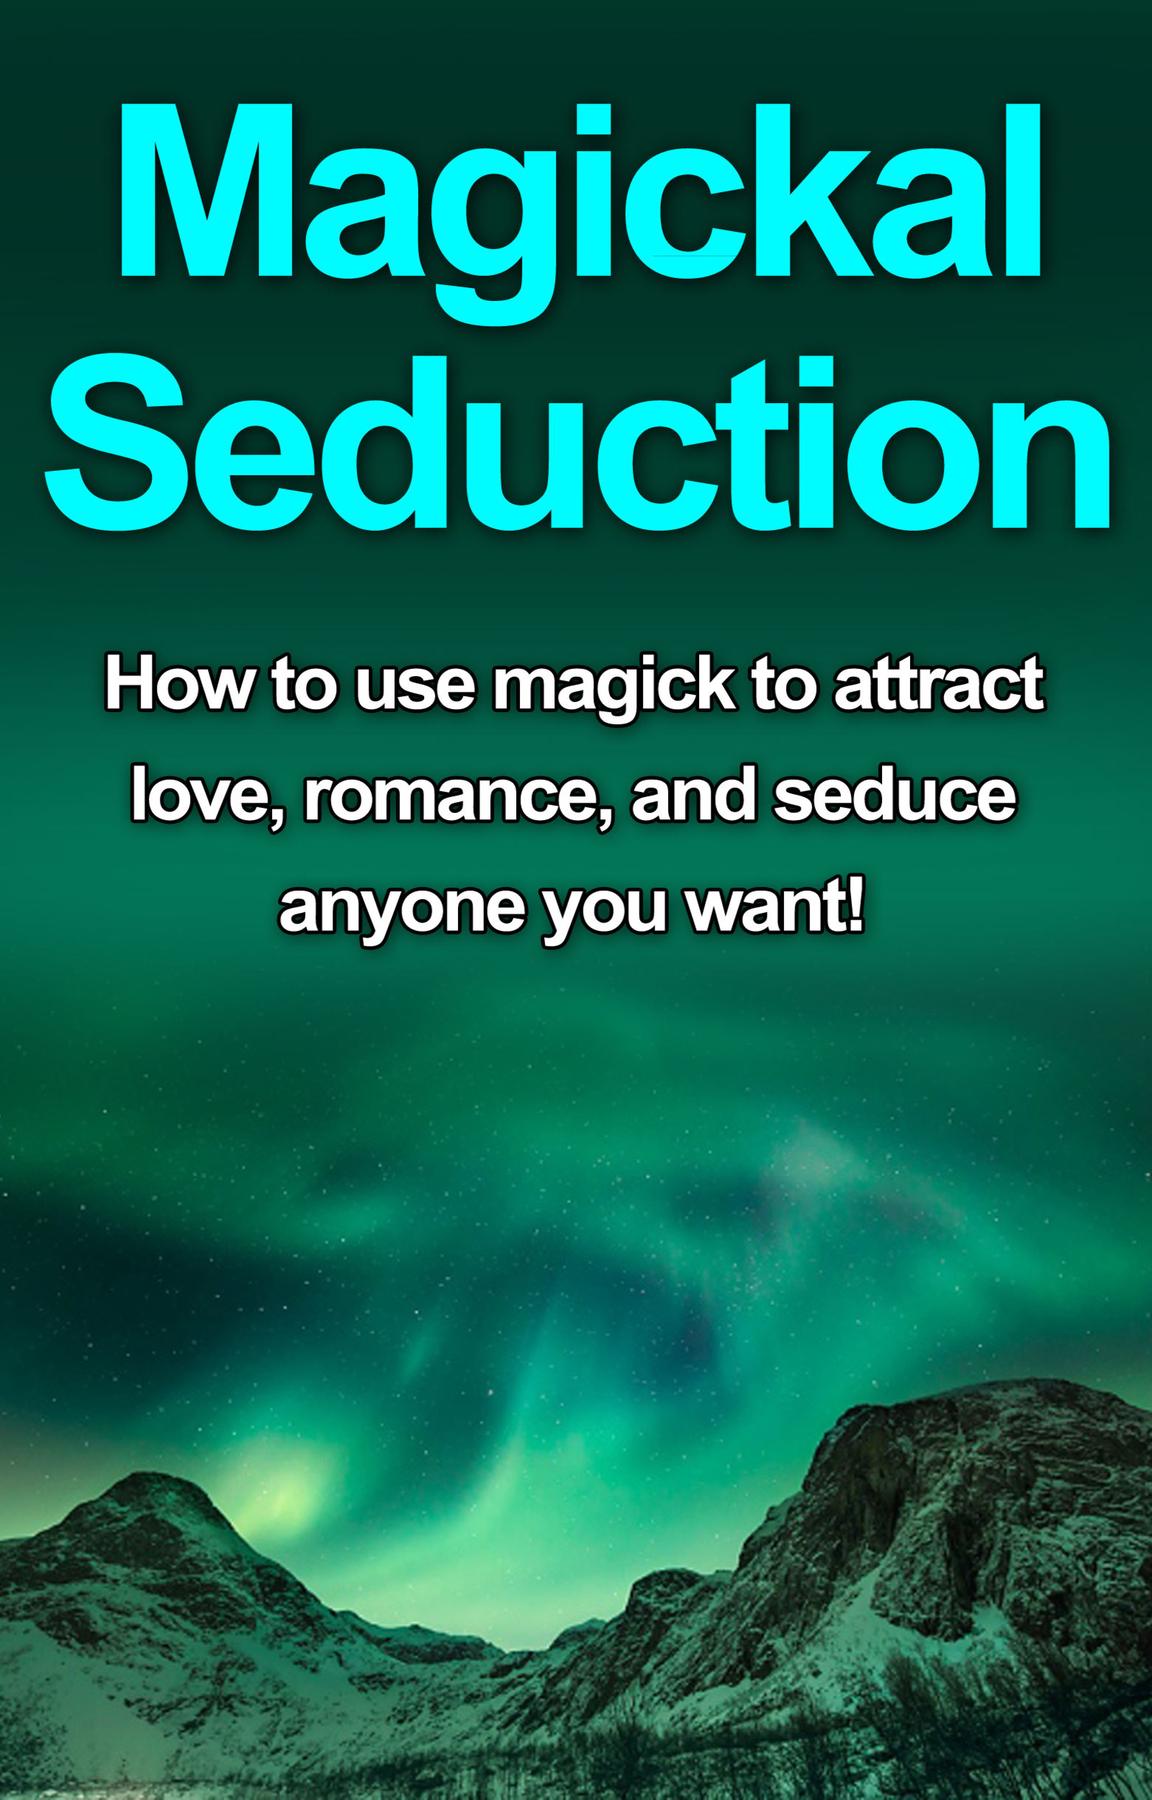 Magickal
Seduction
How to use magick to attract
love, romance, and seduce
anyone you want!